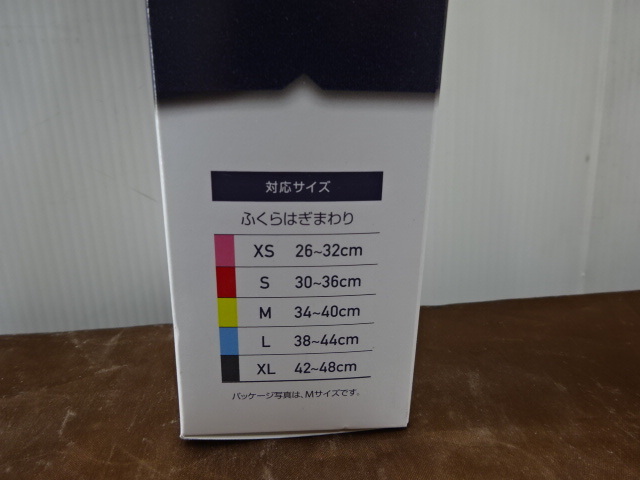 対応サイズ
ふくらはぎまわり
XS 26~32cm
S 30~36cm
M 34~40cm
L 38~44cm
XL 42~48cm
パッケージ写真は、Mサイズです。